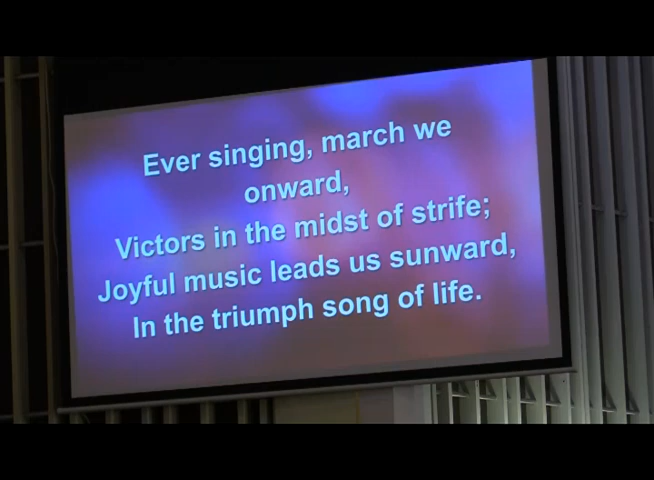 Ever singing, march we
onward,
Victors in the midst of strife;
Joyful music leads us sunward,
In the triumph song of life.